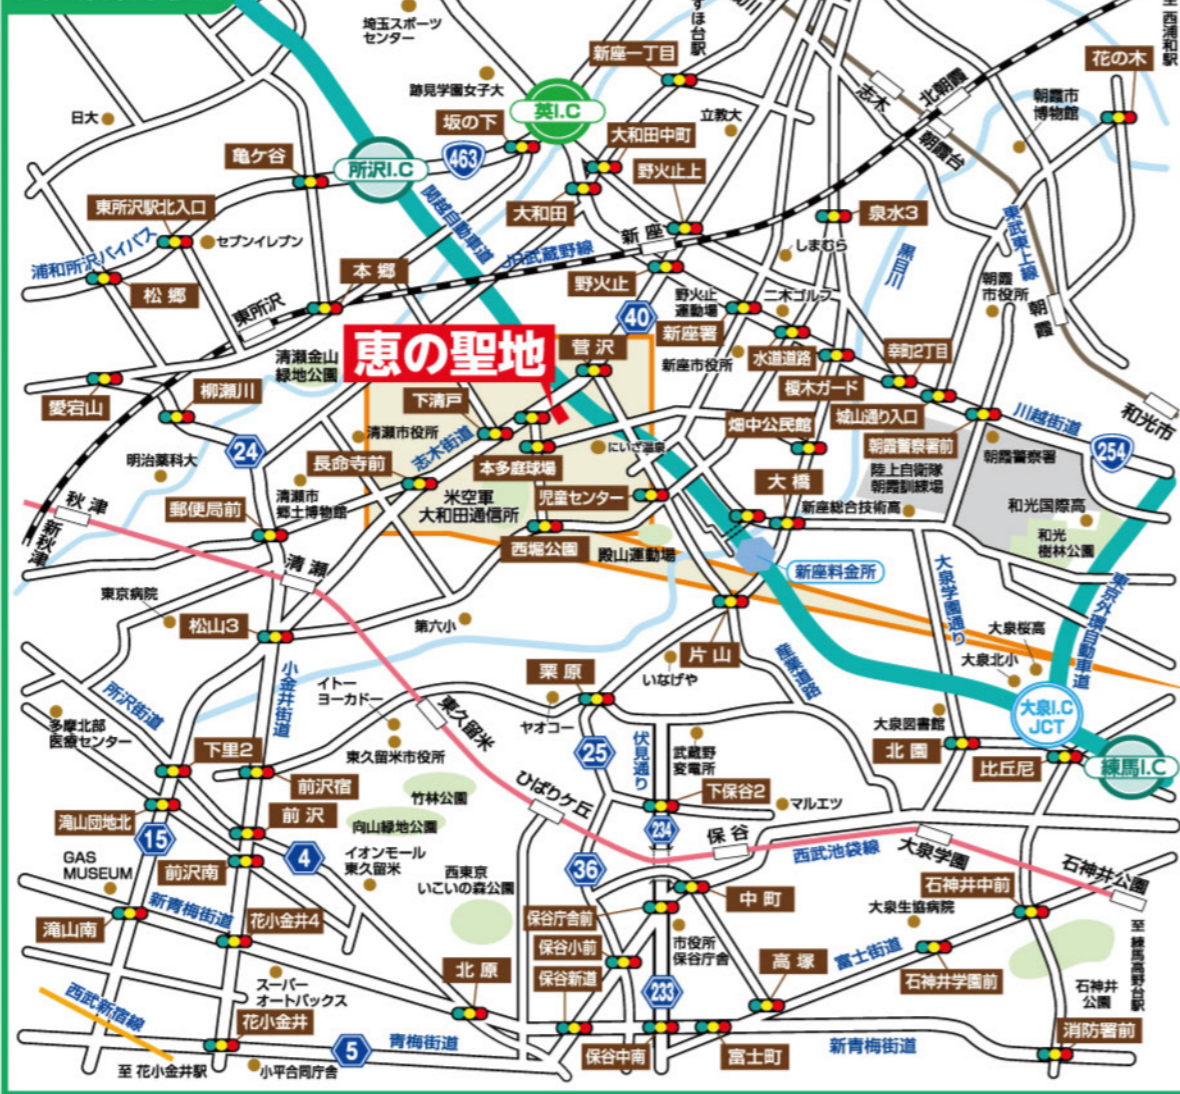 埼玉スポーツ
センター
ずほ台駅
至 西浦和駅
新座一丁目
花の木
跡見学園女子大
英I.C
志木
北朝霞
朝霞市
博物館
日大
坂の下
立教大
大和田中町
朝霞台
亀ケ谷
所沢I.C
463
野火止上
東所沢駅北入口
関越自動車道
大和田
泉水3
東武東上線
浦和所沢バイパス
セブンイレブン
新座
しまむら
黒目川
旧武蔵野線
松郷
本郷
野火止
朝霞
市役所
東所沢
野火止
運動場
二木ゴルフ
朝霞
40
新座署
恵の聖地
菅沢
清瀬金山
緑地公園
新座市役所
水道道路
幸町2丁目
柳瀬川
榎木ガード
愛宕山
下清戸
城山通り入口
川越街道
和光市
畑中公民館
清瀬市役所
志木街道
にいざ温泉
朝霞警察署前
24
254
明治薬科大
長命寺前
本多庭球場
陸上自衛隊
朝霞訓練場
朝霞警察署
清瀬市
郷土博物館
米空軍
大和田通信所
児童センター
大橋
秋津
郵便局前
新座総合技術高
和光国際高
新秋津
西堀公園
殿山運動場
和光
樹林公園
清瀬
新座料金所
大泉学園通り
東京外環自動車道
東京病院
松山3
第六小
大泉桜高
片山
産業道路
大泉北小
所沢街道
小金井街道
イトー
ヨーカドー
栗原
いなげや
大泉I.C
JCT
多摩北部
医療センター
東久留米
ヤオコー
大泉図書館
下里2
東久留米市役所
25
伏見通り
武蔵野
変電所
北園
比丘尼
練馬I.C
前沢宿
竹林公園
ひばりケ丘
下保谷2
マルエツ
滝山団地北
前沢
向山緑地公園
234
保谷
15
4
西武池袋線
大泉学園
GAS
MUSEUM
前沢南
イオンモール
東久留米
西東京
いこいの森公園
36
石神井公園
中町
石神井中前
新青梅街道
花小金井4
保谷庁舎前
大泉生協病院
滝山南
保谷小前
市役所
保谷庁舎
富士街道
至 練馬高野台駅
北原
保谷新道
高塚
石神井学園前
西武新宿線
スーパー
オートバックス
233
石神井
公園
花小金井
5
青梅街道
保谷中南
富士町
新青梅街道
消防署前
至 花小金井駅
小平合同庁舎